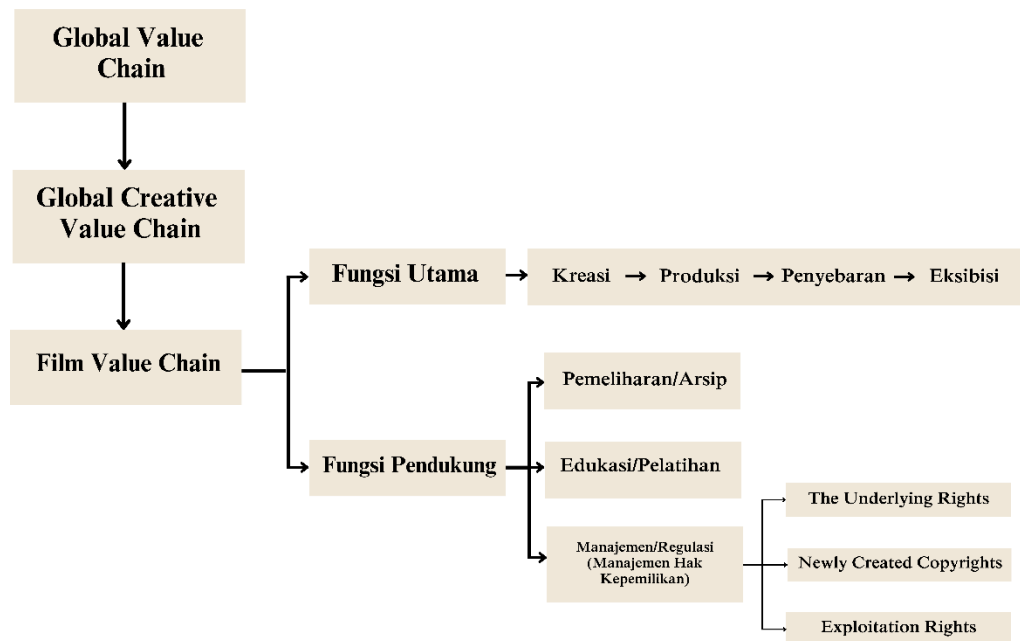 Global Value
Chain
Global Creative
Value Chain
Film Value Chain
Fungsi Utama
Kreasi
Produksi
Penyebaran
Eksibisi
Fungsi Pendukung
Pemeliharan/Arsip
Edukasi/Pelatihan
Manajemen/Regulasi
(Manajemen Hak
Kepemilikan)
The Underlying Rights
Newly Created Copyrights
Exploitation Rights